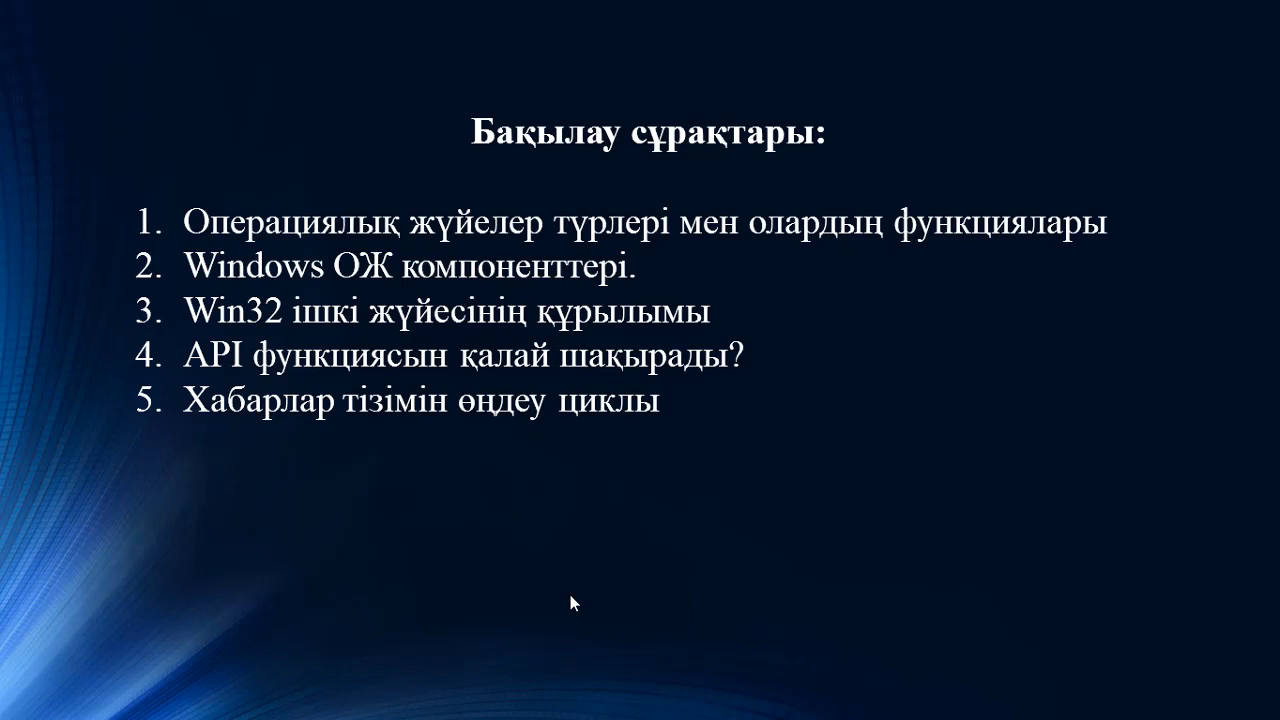 Бақылау сұрақтары:
1. Операциялық жүйелер түрлері мен олардың функциялары
2. Windows ОЖ компоненттері.
3. Win32 ішкі жүйесінің құрылымы
4. API функциясын қалай шақырады?
5. Хабарлар тізімін өңдеу циклы